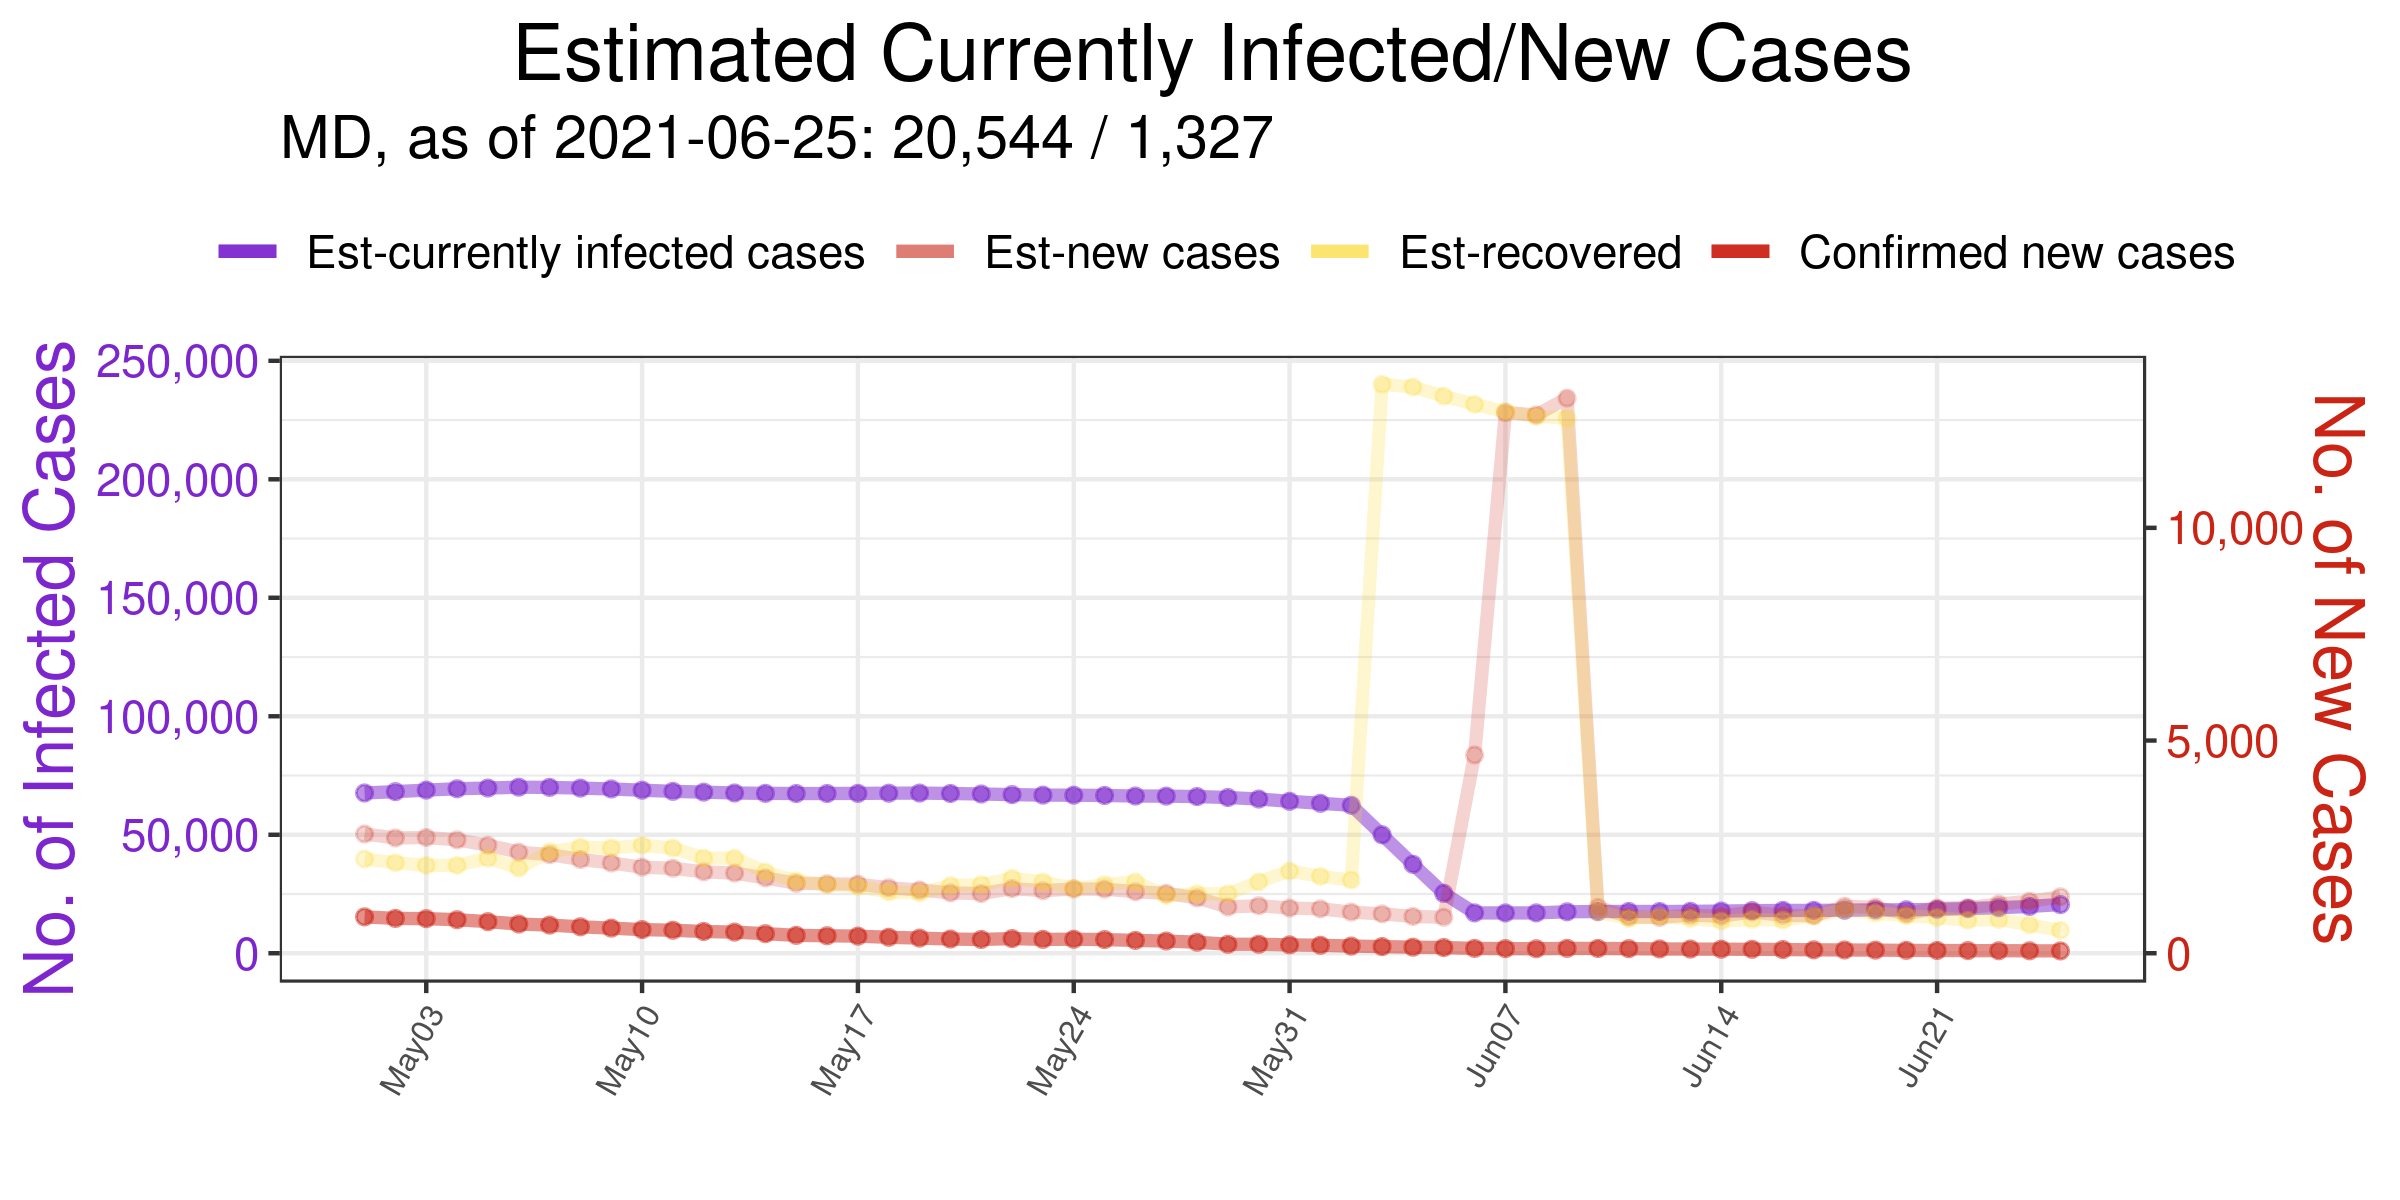 Estimated Currently Infected/New Cases
MD, as of 2021-06-25: 20,544 / 1,327
Est-currently infected cases Est-new cases Est-recovered Confirmed new cases
No. of Infected Cases
250,000
200,000
150,000
100,000
50,000
0
10,000
5,000
0
No. of New Cases
May03 May10 May17 May24 May31 Jun07 Jun14 Jun21